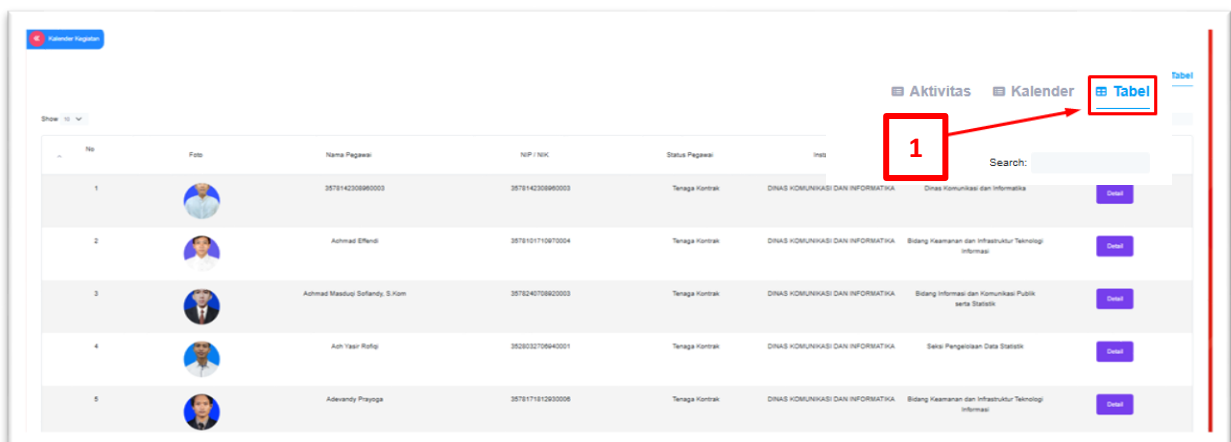 Kalender Kegiatan
Aktivitas Kalender Tabel
Tabel
Show 10
1
Search:
No Foto Nama Pegawai NIP / NIK Status Pegawai
1 3578142308960003 3578142308960003 Tenaga Kontrak DINAS KOMUNIKASI DAN INFORMATIKA Dinas Komunikasi dan Informatika Detail
2 Achmad Effendi 3578101710970004 Tenaga Kontrak DINAS KOMUNIKASI DAN INFORMATIKA Bidang Keamanan dan Infrastruktur Teknologi
Informasi Detail
3 Achmad Masduqi Sofiandy, S.Kom 3578240708920003 Tenaga Kontrak DINAS KOMUNIKASI DAN INFORMATIKA Bidang Informasi dan Komunikasi Publik
serta Statistik Detail
4 Ach Yasir Rofiqi 3528032706940001 Tenaga Kontrak DINAS KOMUNIKASI DAN INFORMATIKA Seksi Pengelolaan Data Statistik Detail
5 Adevandy Prayoga 3578171812930006 Tenaga Kontrak DINAS KOMUNIKASI DAN INFORMATIKA Bidang Keamanan dan Infrastruktur Teknologi
Informasi Detail